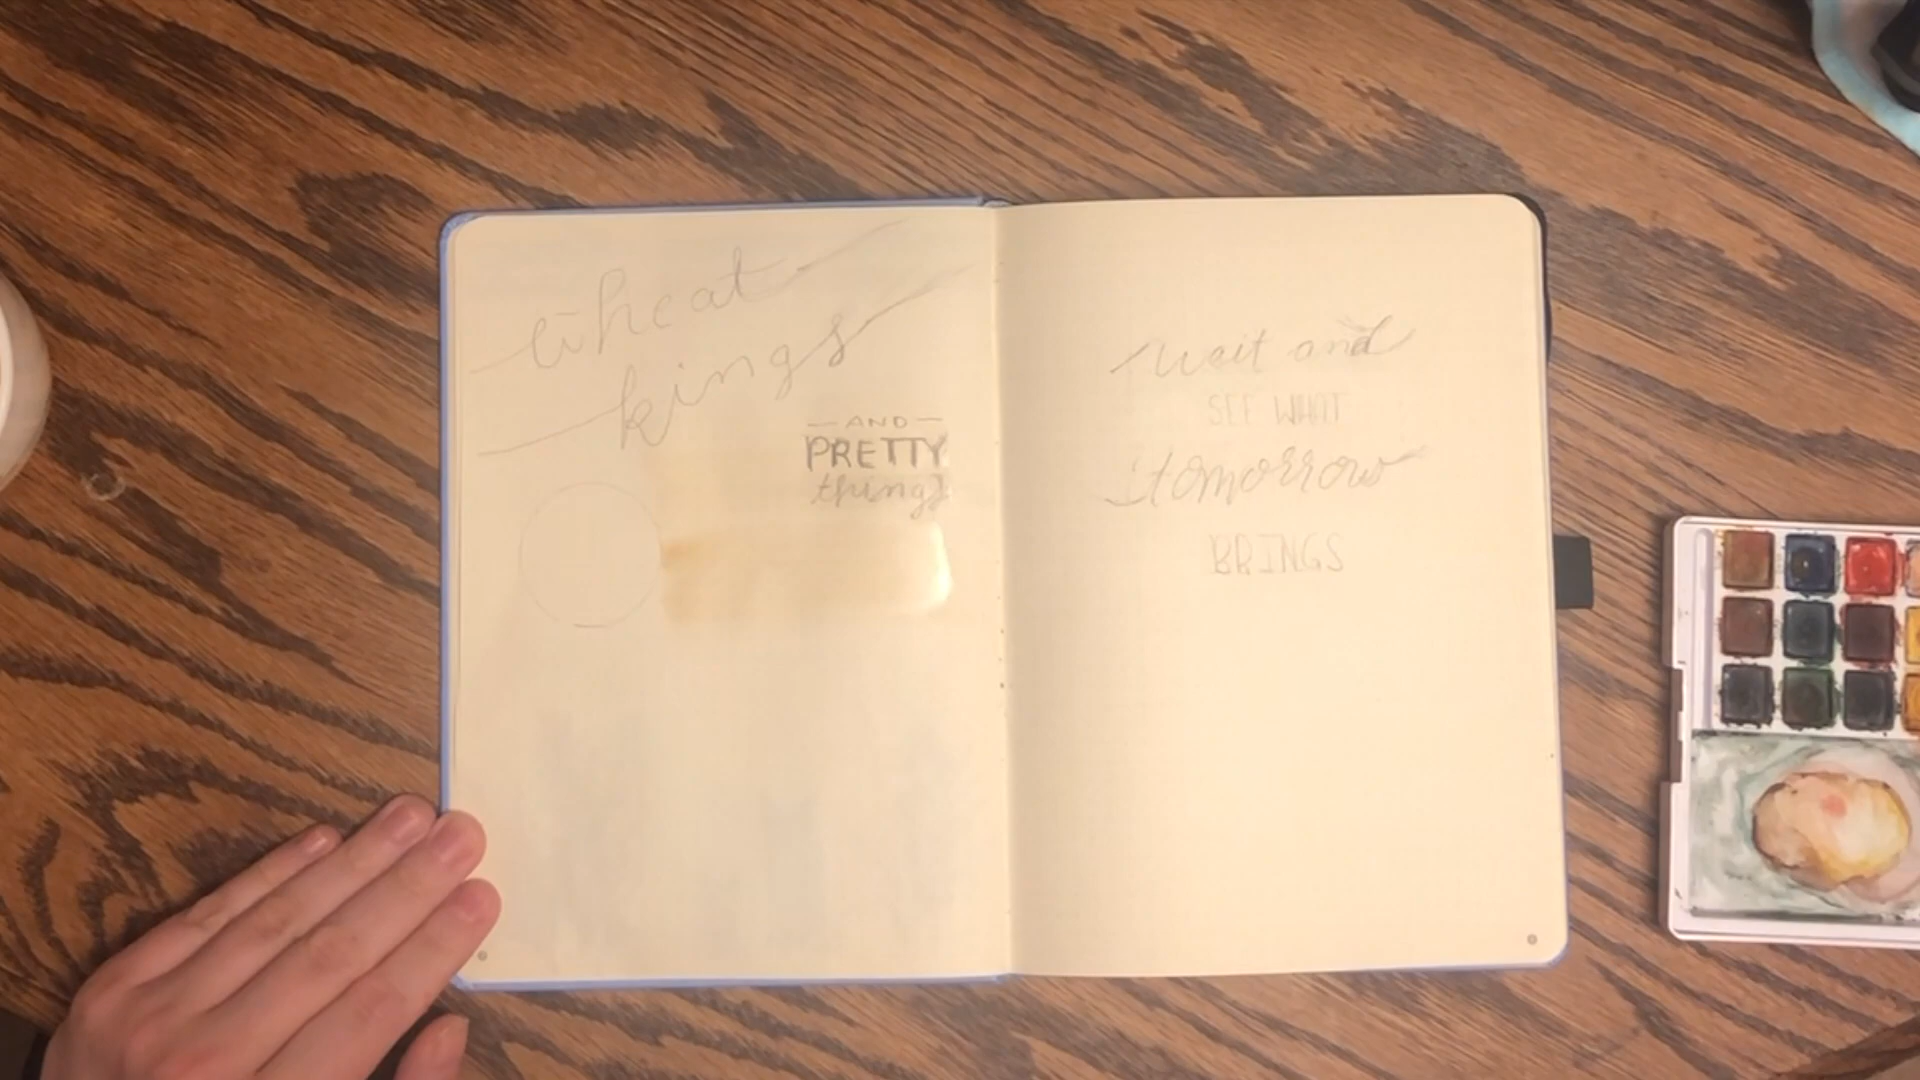 wheat
kings
— AND —
PRETTY
things
wait and
SEE WHAT
tomorrow
BRINGS